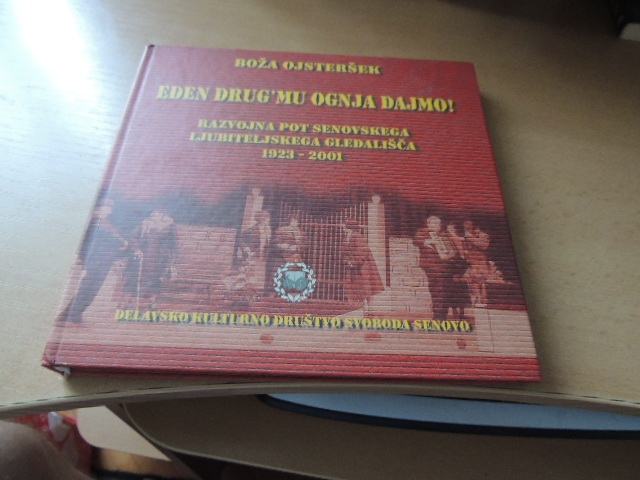 BOŽA OJSTERŠEK
EDEN DRUG'MU OGNJA DAJMO!
RAZVOJNA POT SENOVSKEGA
LJUBITELJSKEGA GLEDALIŠČA
1923 - 2001
DELAVSKO KULTURNO DRUŠTVO SVOBODA SENOVO